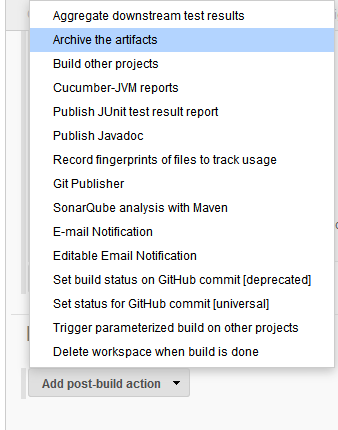 Aggregate downstream test results
Archive the artifacts
Build other projects
Cucumber-JVM reports
Publish JUnit test result report
Publish Javadoc
Record fingerprints of files to track usage
Git Publisher
SonarQube analysis with Maven
E-mail Notification
Editable Email Notification
Set build status on GitHub commit [deprecated]
Set status for GitHub commit [universal]
Trigger parameterized build on other projects
Delete workspace when build is done
Add post-build action